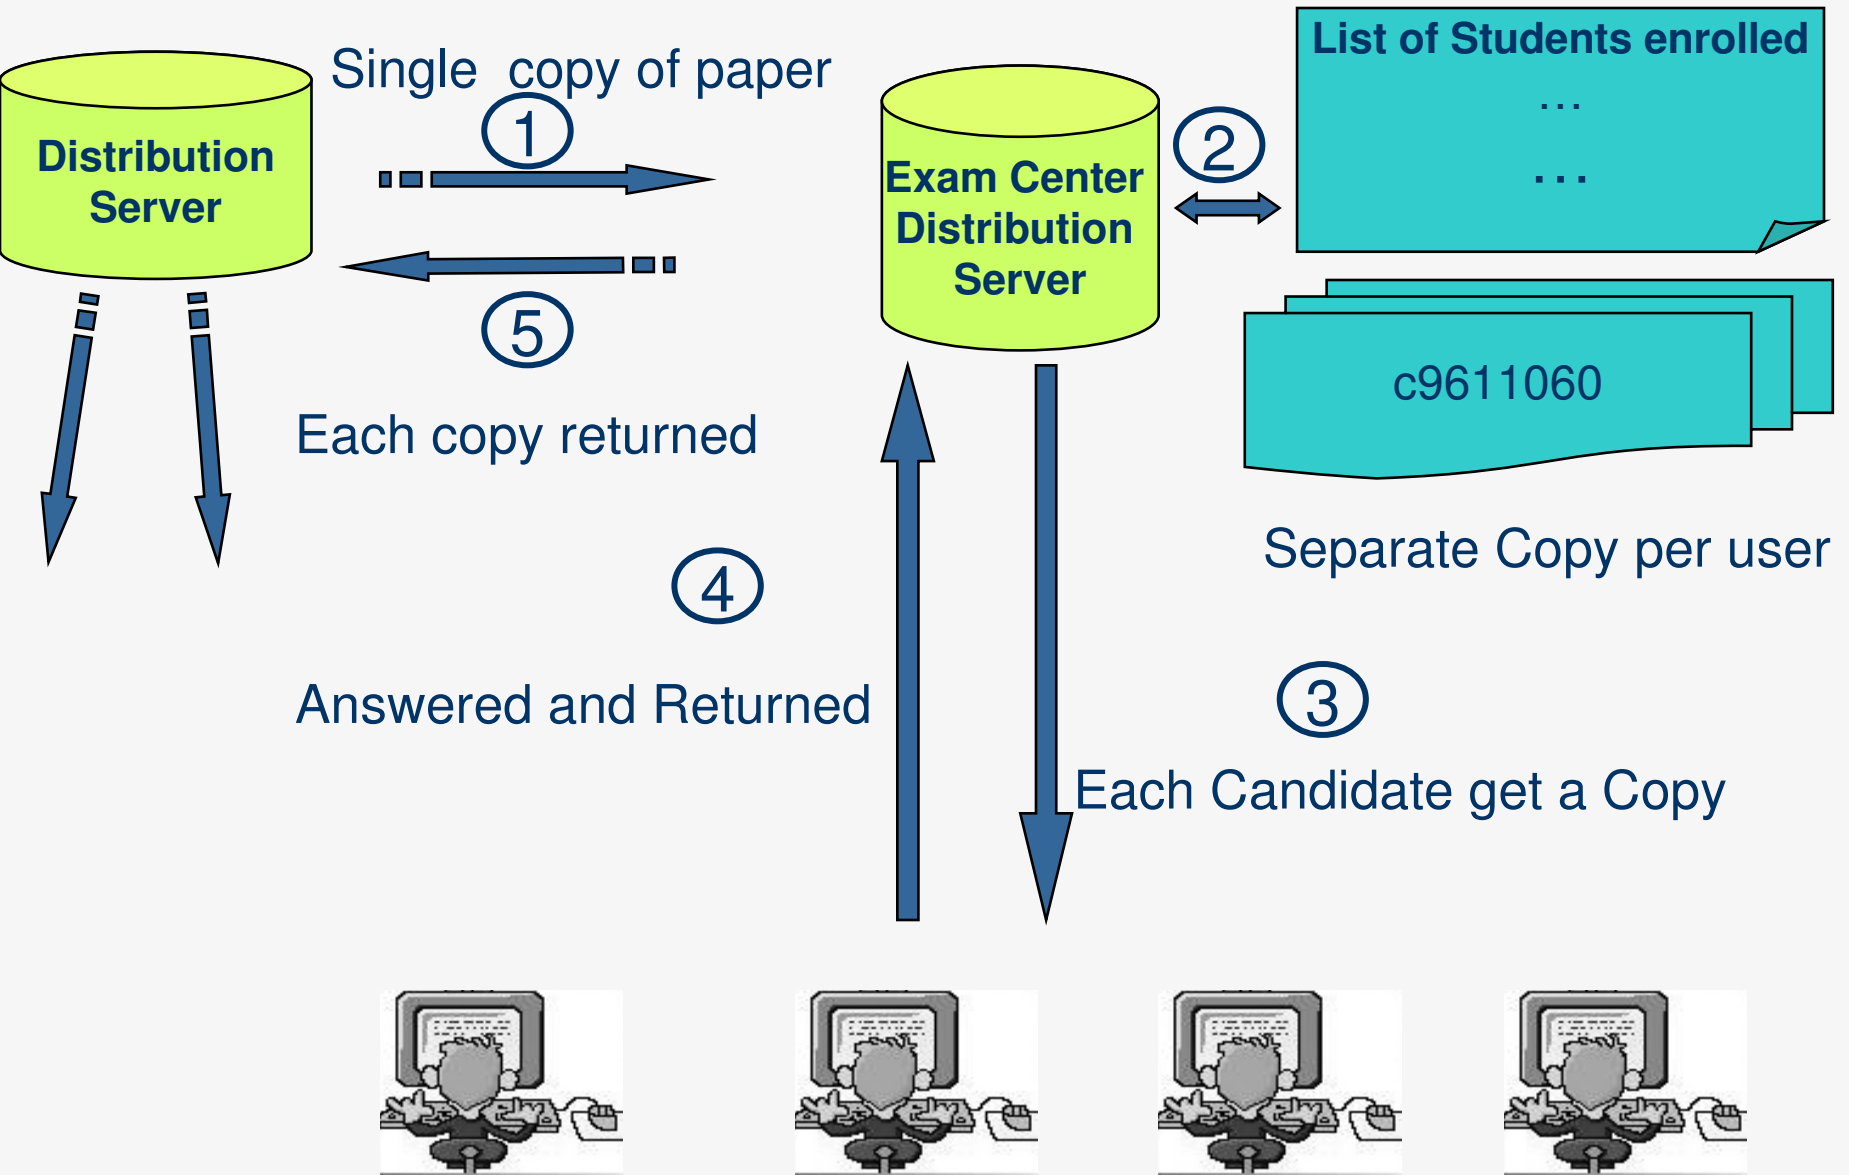 Single copy of paper
1
Distribution
Server
5
Each copy returned
Exam Center
Distribution
Server
2
List of Students enrolled
...
...
c9611060
Separate Copy per user
4
Answered and Returned
3
Each Candidate get a Copy